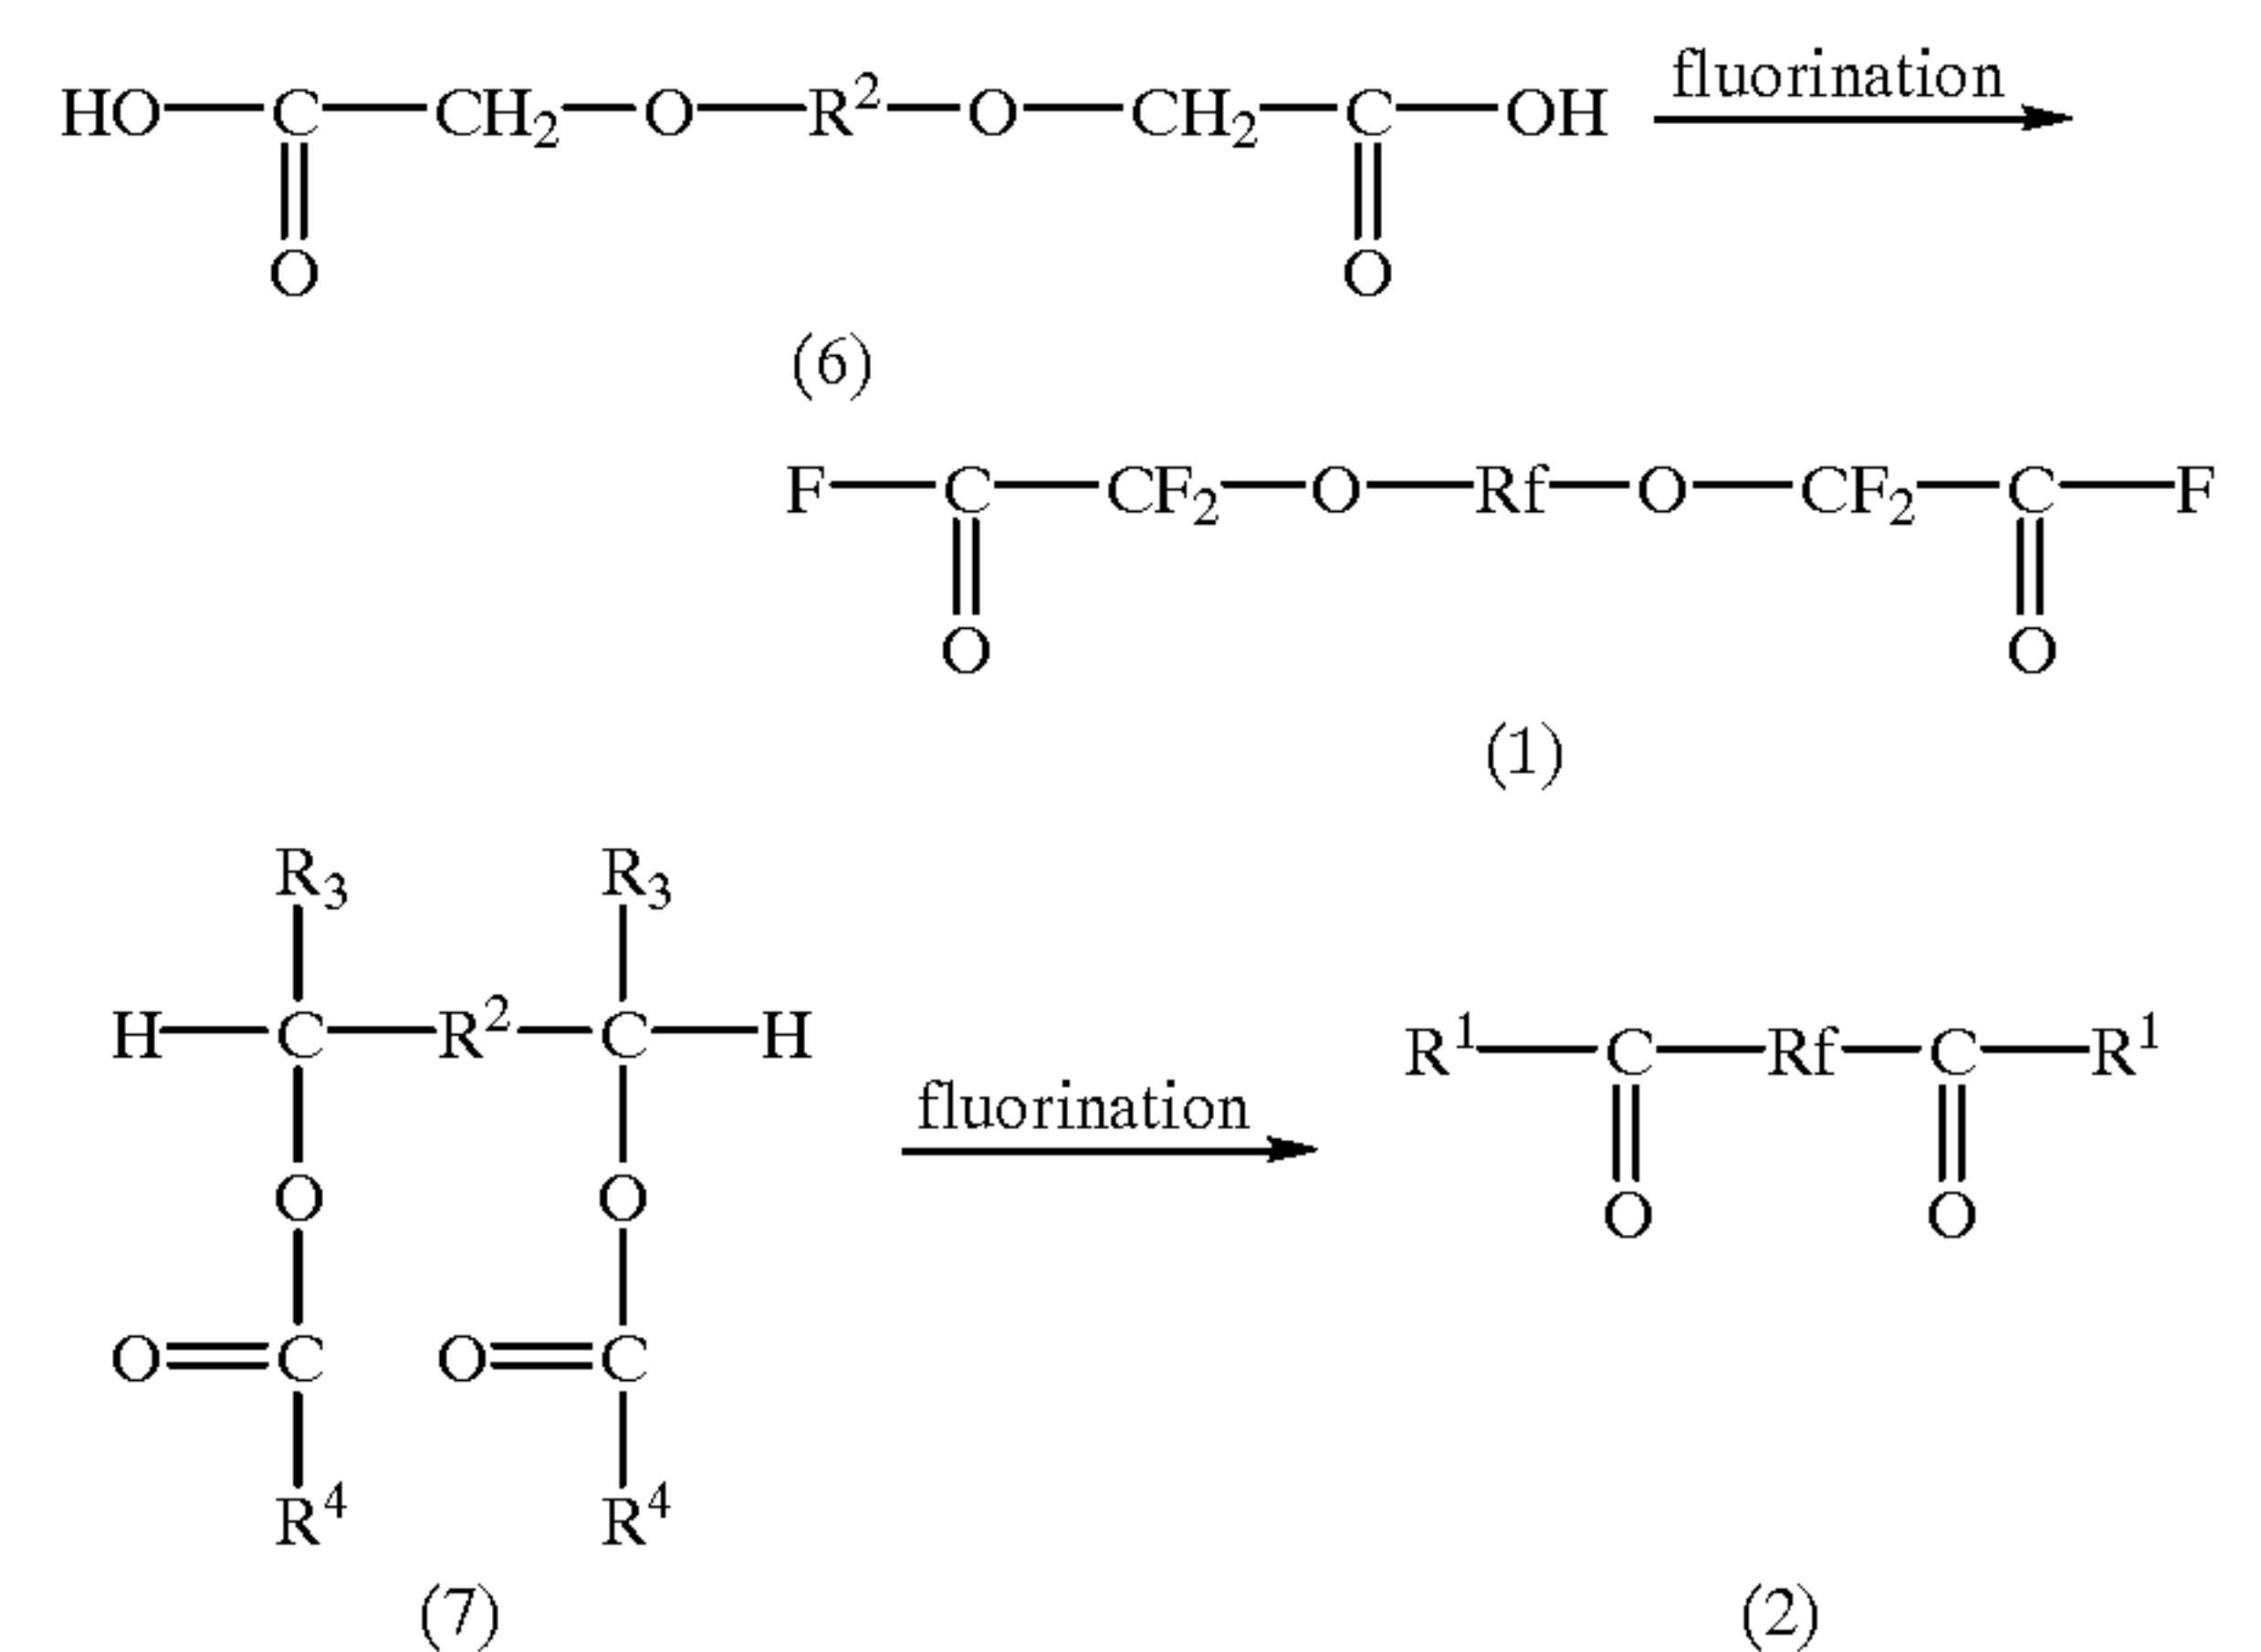 HO—C—CH₂—O—R²—O—CH₂—C—OH fluorination
O O
(6)
F—C—CF₂—O—Rf—O—CF₂—C—F
O O
(1)
R₃ R₃
H—C—R²—C—H R¹—C—Rf—C—R¹
fluorination
O O O O
O=C O=C
R⁴ R⁴
(7) (2)